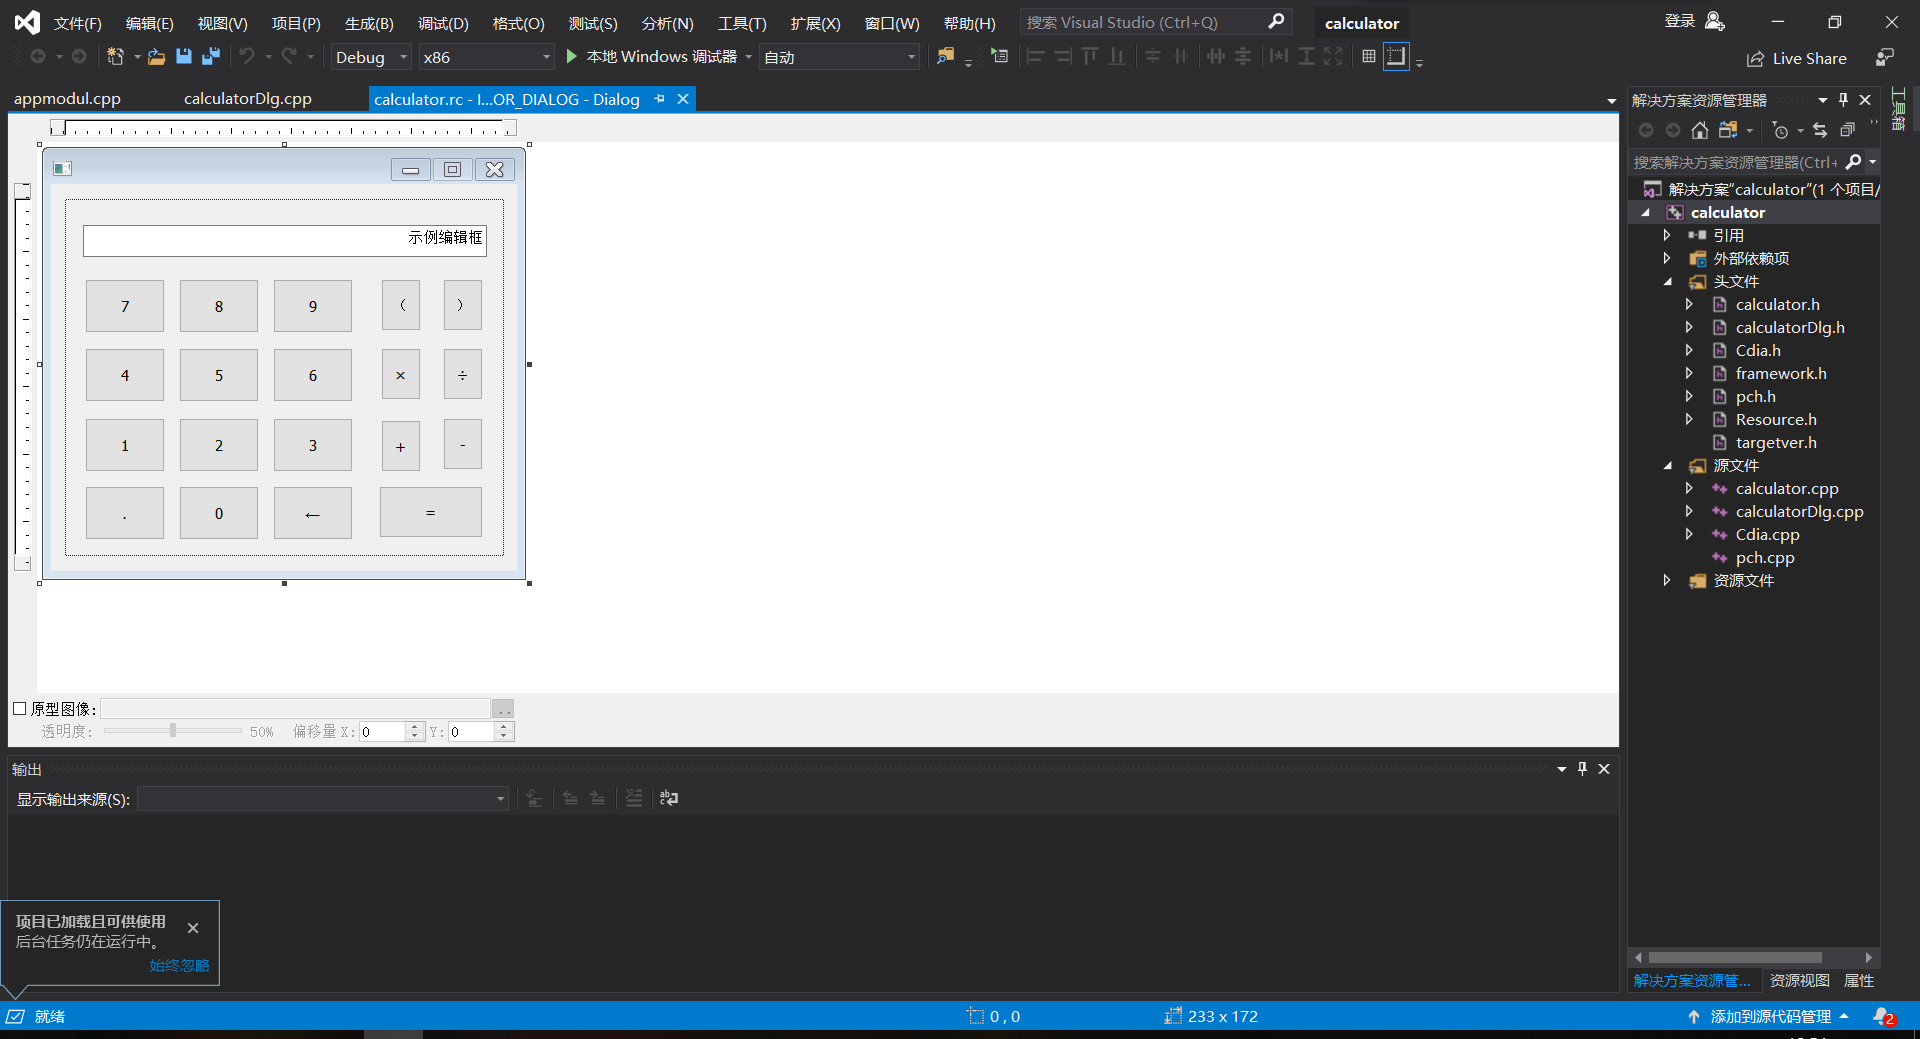 文件(F) 编辑(E) 视图(V) 项目(P) 生成(B) 调试(D) 格式(O) 测试(S) 分析(N) 工具(T) 扩展(X) 窗口(W) 帮助(H) 搜索 Visual Studio (Ctrl+Q) calculator 登录
Debug x86 本地 Windows 调试器 自动 Live Share
appmodul.cpp calculatorDlg.cpp calculator.rc - I...OR_DIALOG - Dialog
示例编辑框
7 8 9 ( )
4 5 6 × ÷
1 2 3 + -
. 0 ← =
原型图像:
透明度: 50% 偏移量 X: 0 Y: 0
输出
显示输出来源(S):
项目已加载且可供使用
后台任务仍在运行中。
始终忽略
解决方案资源管理器
搜索解决方案资源管理器(Ctrl+
解决方案"calculator"(1 个项目/
calculator
引用
外部依赖项
头文件
calculator.h
calculatorDlg.h
Cdia.h
framework.h
pch.h
Resource.h
targetver.h
源文件
calculator.cpp
calculatorDlg.cpp
Cdia.cpp
pch.cpp
资源文件
解决方案资源管... 资源视图 属性
工具箱
就绪 0 , 0 233 x 172 添加到源代码管理 2